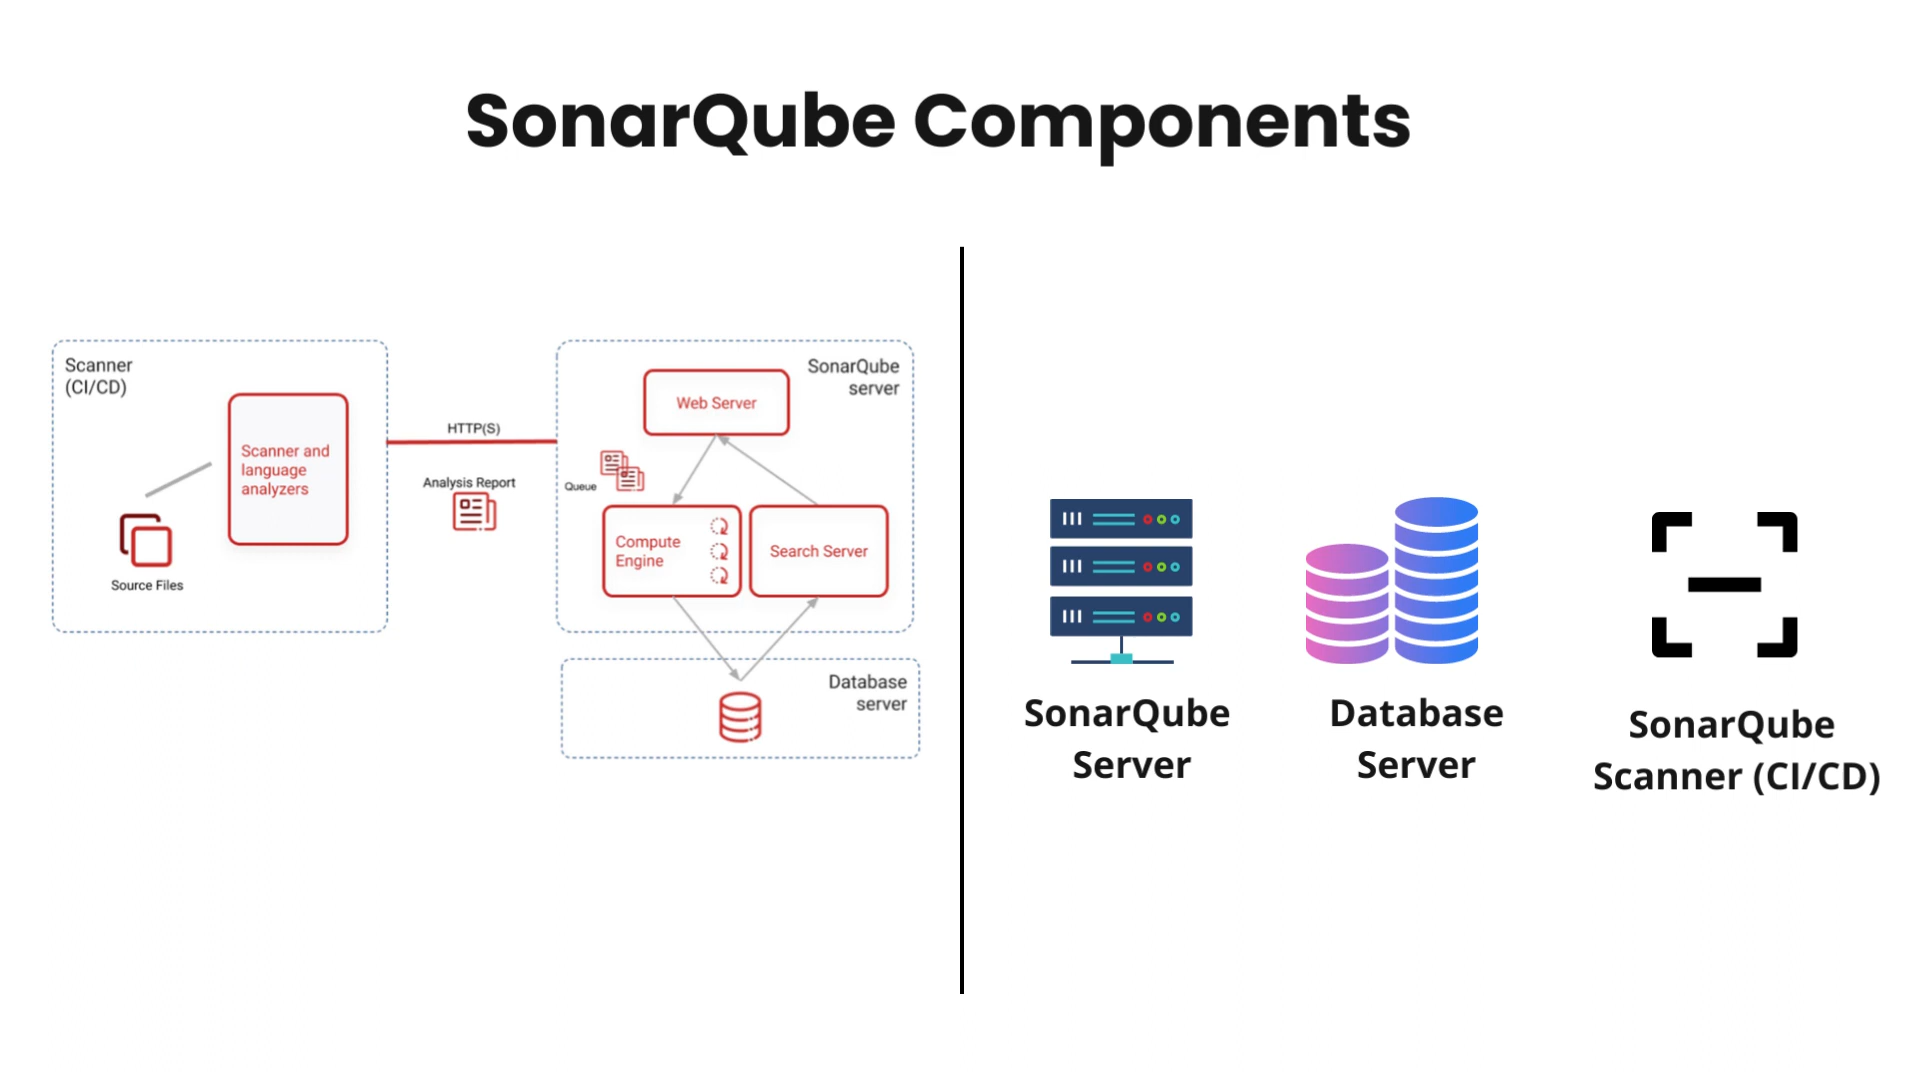 SonarQube Components
Scanner
(CI/CD)
Scanner and
language
analyzers
Source Files
HTTP(S)
Analysis Report
SonarQube
server
Web Server
Queue
Compute
Engine
Search Server
Database
server
SonarQube
Server
Database
Server
SonarQube
Scanner (CI/CD)